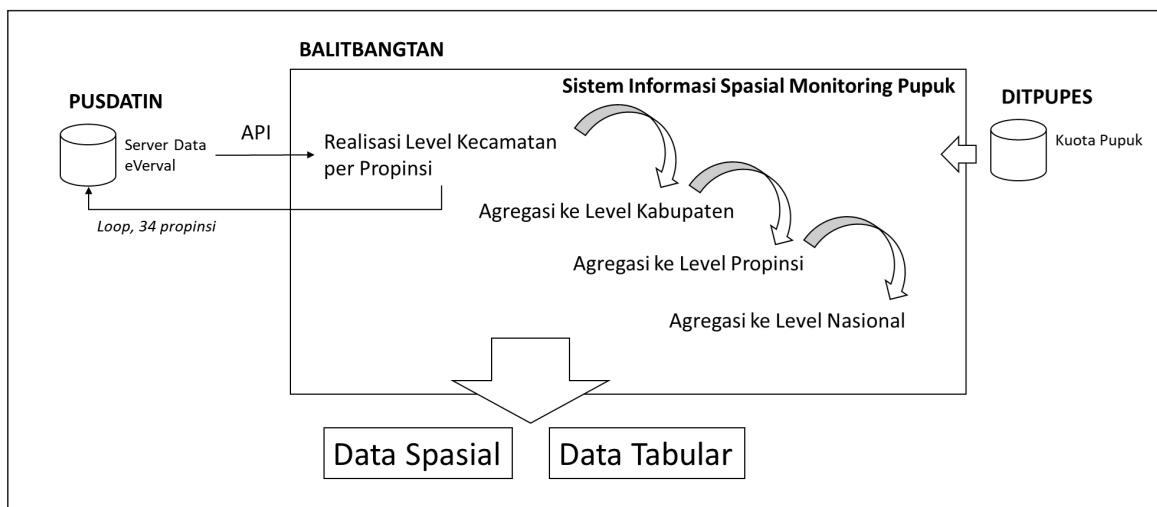 BALITBANGTAN
Sistem Informasi Spasial Monitoring Pupuk
PUSDATIN
DITPUPES
Server Data
eVerval
API
Realisasi Level Kecamatan
per Propinsi
Kuota Pupuk
Loop, 34 propinsi
Agregasi ke Level Kabupaten
Agregasi ke Level Propinsi
Agregasi ke Level Nasional
Data Spasial
Data Tabular